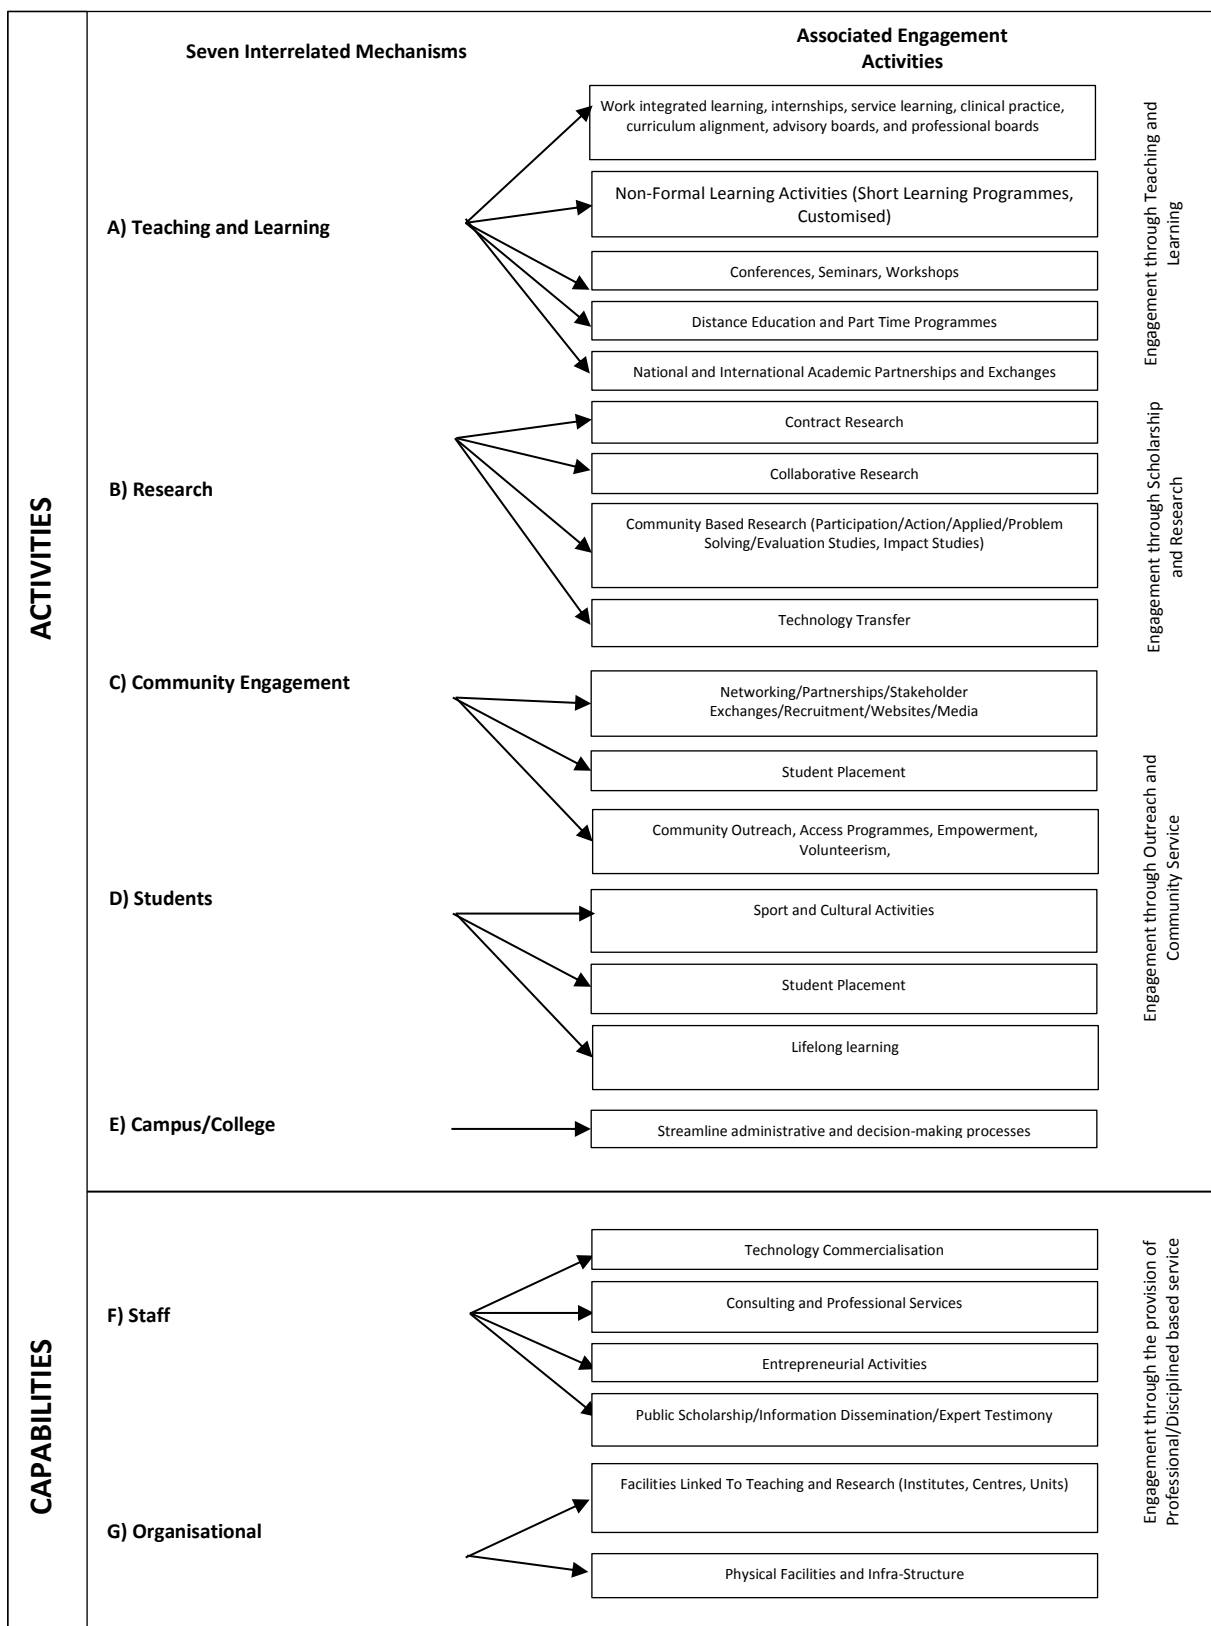 Seven Interrelated Mechanisms
Associated Engagement
Activities
ACTIVITIES
A) Teaching and Learning
Work integrated learning, internships, service learning, clinical practice,
curriculum alignment, advisory boards, and professional boards
Non-Formal Learning Activities (Short Learning Programmes,
Customised)
Conferences, Seminars, Workshops
Distance Education and Part Time Programmes
National and International Academic Partnerships and Exchanges
Engagement through Teaching and
Learning
B) Research
Contract Research
Collaborative Research
Community Based Research (Participation/Action/Applied/Problem
Solving/Evaluation Studies, Impact Studies)
Technology Transfer
Engagement through Scholarship
and Research
C) Community Engagement
Networking/Partnerships/Stakeholder
Exchanges/Recruitment/Websites/Media
Student Placement
Community Outreach, Access Programmes, Empowerment,
Volunteerism,
D) Students
Sport and Cultural Activities
Student Placement
Lifelong learning
Engagement through Outreach and
Community Service
E) Campus/College
Streamline administrative and decision-making processes
CAPABILITIES
F) Staff
Technology Commercialisation
Consulting and Professional Services
Entrepreneurial Activities
Public Scholarship/Information Dissemination/Expert Testimony
G) Organisational
Facilities Linked To Teaching and Research (Institutes, Centres, Units)
Physical Facilities and Infra-Structure
Engagement through the provision of
Professional/Disciplined based service